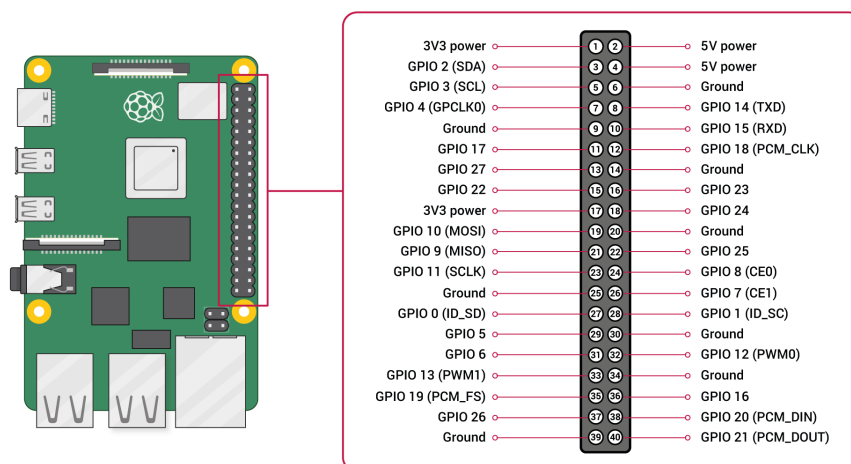 3V3 power 1 2 5V power
GPIO 2 (SDA) 3 4 5V power
GPIO 3 (SCL) 5 6 Ground
GPIO 4 (GPCLK0) 7 8 GPIO 14 (TXD)
Ground 9 10 GPIO 15 (RXD)
GPIO 17 11 12 GPIO 18 (PCM_CLK)
GPIO 27 13 14 Ground
GPIO 22 15 16 GPIO 23
3V3 power 17 18 GPIO 24
GPIO 10 (MOSI) 19 20 Ground
GPIO 9 (MISO) 21 22 GPIO 25
GPIO 11 (SCLK) 23 24 GPIO 8 (CE0)
Ground 25 26 GPIO 7 (CE1)
GPIO 0 (ID_SD) 27 28 GPIO 1 (ID_SC)
GPIO 5 29 30 Ground
GPIO 6 31 32 GPIO 12 (PWM0)
GPIO 13 (PWM1) 33 34 Ground
GPIO 19 (PCM_FS) 35 36 GPIO 16
GPIO 26 37 38 GPIO 20 (PCM_DIN)
Ground 39 40 GPIO 21 (PCM_DOUT)